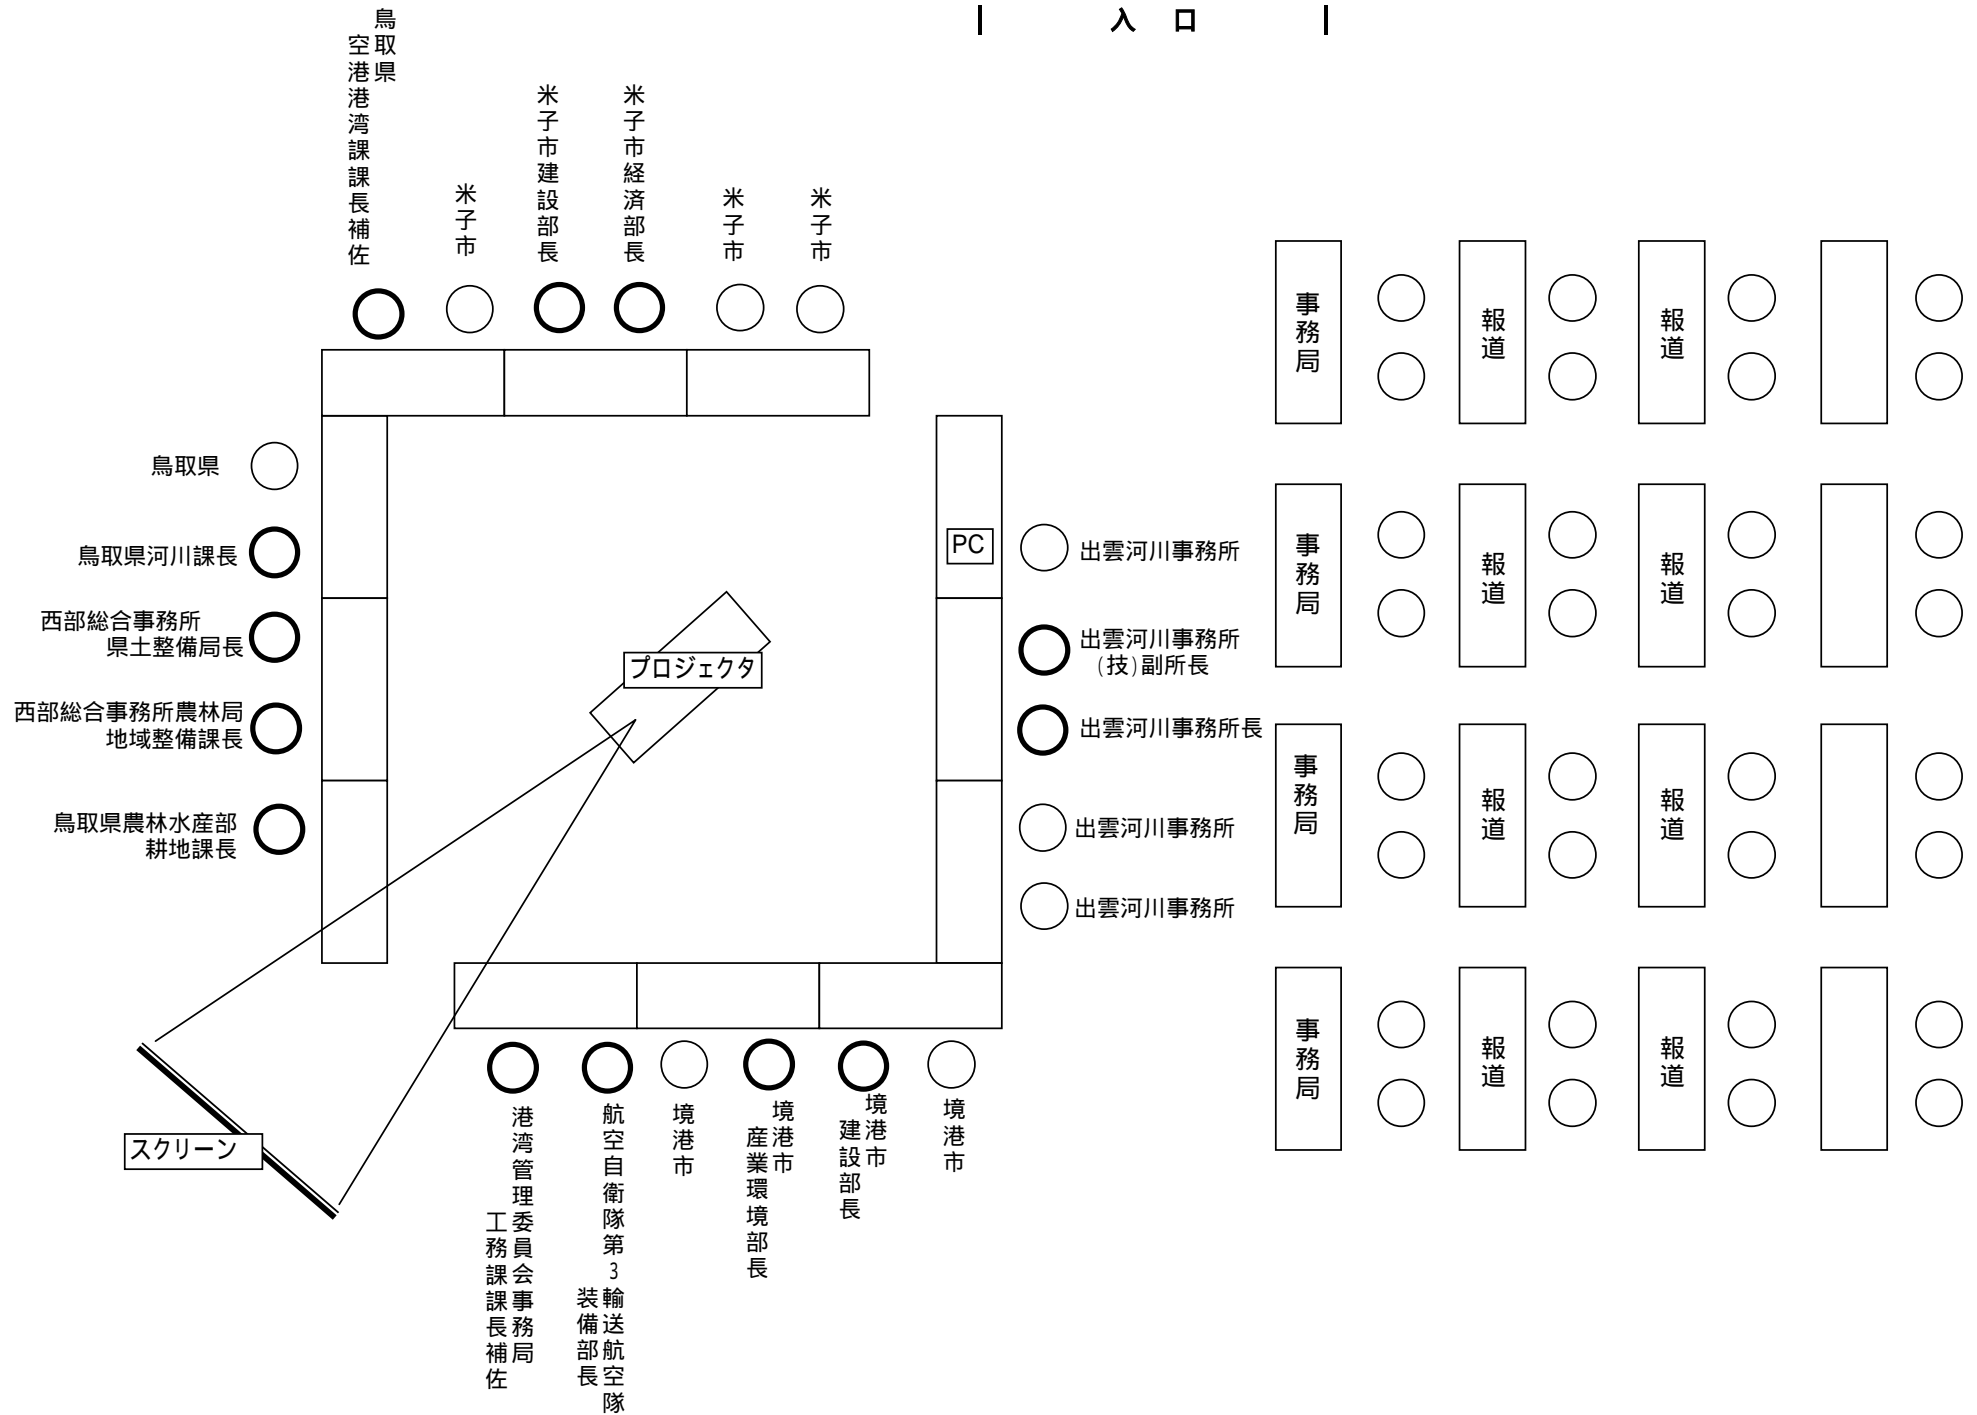 入 口
鳥取県
空港港湾課課長補佐
米子市
米子市建設部長
米子市経済部長
米子市
米子市
鳥取県
鳥取県河川課長
西部総合事務所
県土整備局長
西部総合事務所農林局
地域整備課長
鳥取県農林水産部
耕地課長
プロジェクタ
スクリーン
PC
出雲河川事務所
出雲河川事務所
(技)副所長
出雲河川事務所長
出雲河川事務所
出雲河川事務所
港湾管理委員会事務局
工務課課長補佐
航空自衛隊第3輸送航空隊
装備部長
境港市
境港市
産業環境部長
境港市
建設部長
境港市
事務局
報道
報道
事務局
報道
報道
事務局
報道
報道
事務局
報道
報道